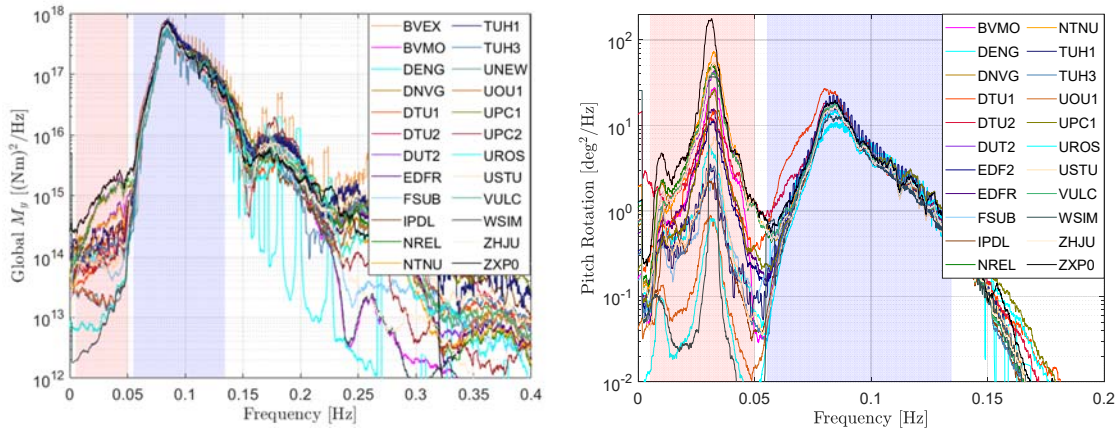 Global M_y [(Nm)²/Hz]
10^18
10^17
10^16
10^15
10^14
10^13
10^12
0
0.05
0.1
0.15
0.2
0.25
0.3
0.35
0.4
Frequency [Hz]
BVEX TUH1
BVMO TUH3
DENG UNEW
DNVG UOU1
DTU1 UPC1
DTU2 UPC2
DUT2 UROS
EDFR USTU
FSUB VULC
IPDL WSIM
NREL ZHJU
NTNU ZXP0
Pitch Rotation [deg²/Hz]
10^2
10^1
10^0
10^-1
10^-2
0
0.05
0.1
0.15
0.2
Frequency [Hz]
BVMO NTNU
DENG TUH1
DNVG TUH3
DTU1 UOU1
DTU2 UPC1
DUT2 UROS
EDF2 USTU
EDFR VULC
FSUB WSIM
IPDL ZHJU
NREL ZXP0